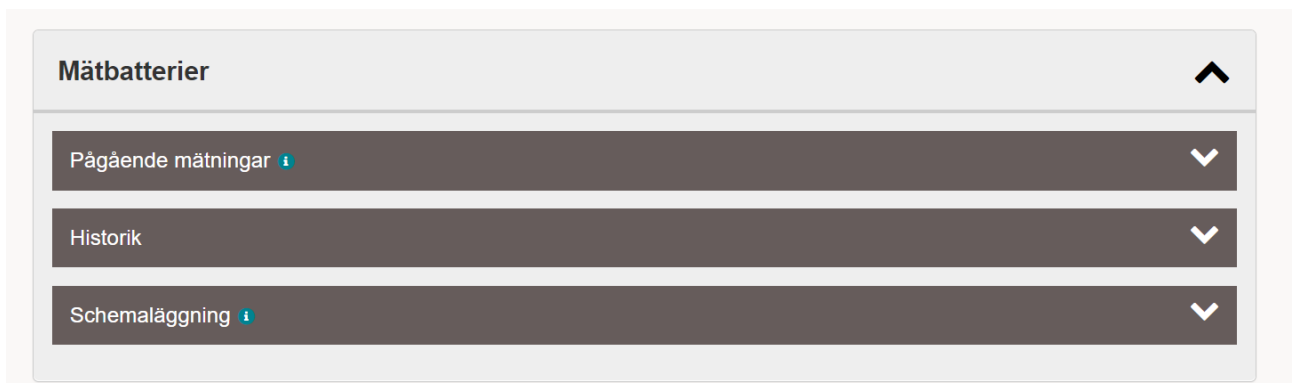 Mätbatterier
Pågående mätningar
Historik
Schemaläggning